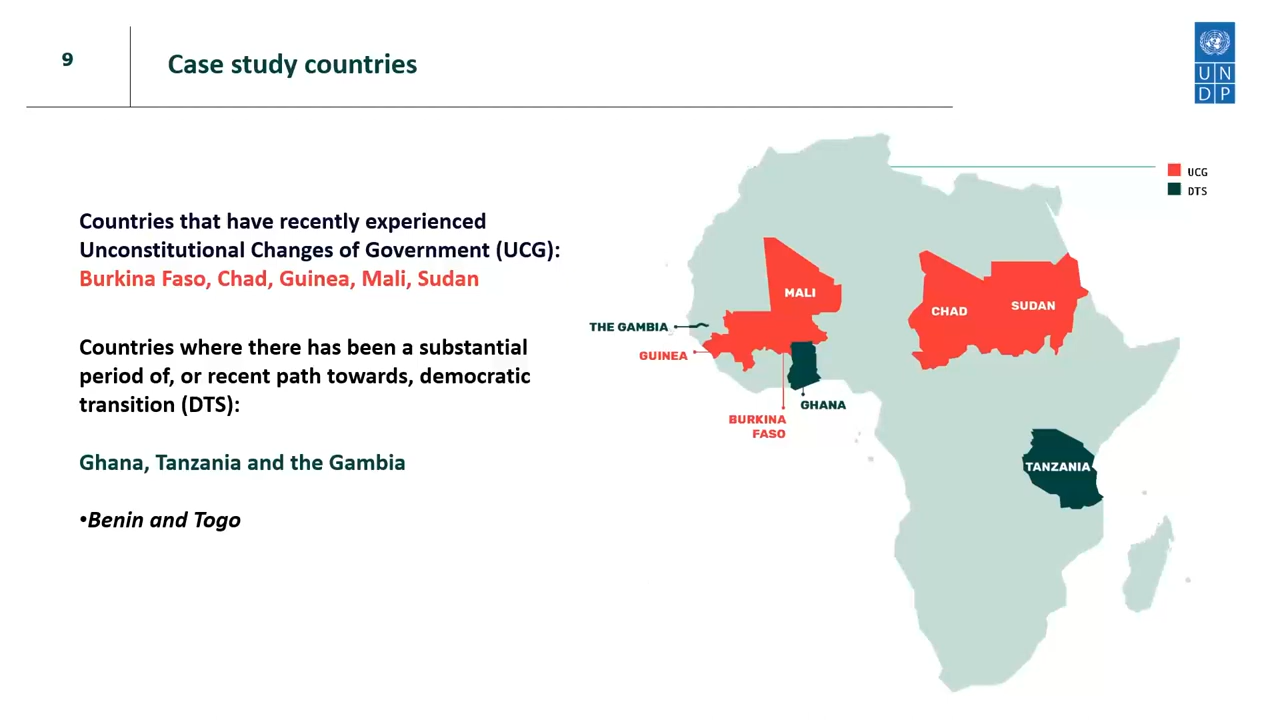 9
Case study countries
UN
DP
UCG
DTS
Countries that have recently experienced
Unconstitutional Changes of Government (UCG):
Burkina Faso, Chad, Guinea, Mali, Sudan
Countries where there has been a substantial
period of, or recent path towards, democratic
transition (DTS):
Ghana, Tanzania and the Gambia
•Benin and Togo
MALI
CHAD
SUDAN
THE GAMBIA
GUINEA
GHANA
BURKINA
FASO
TANZANIA